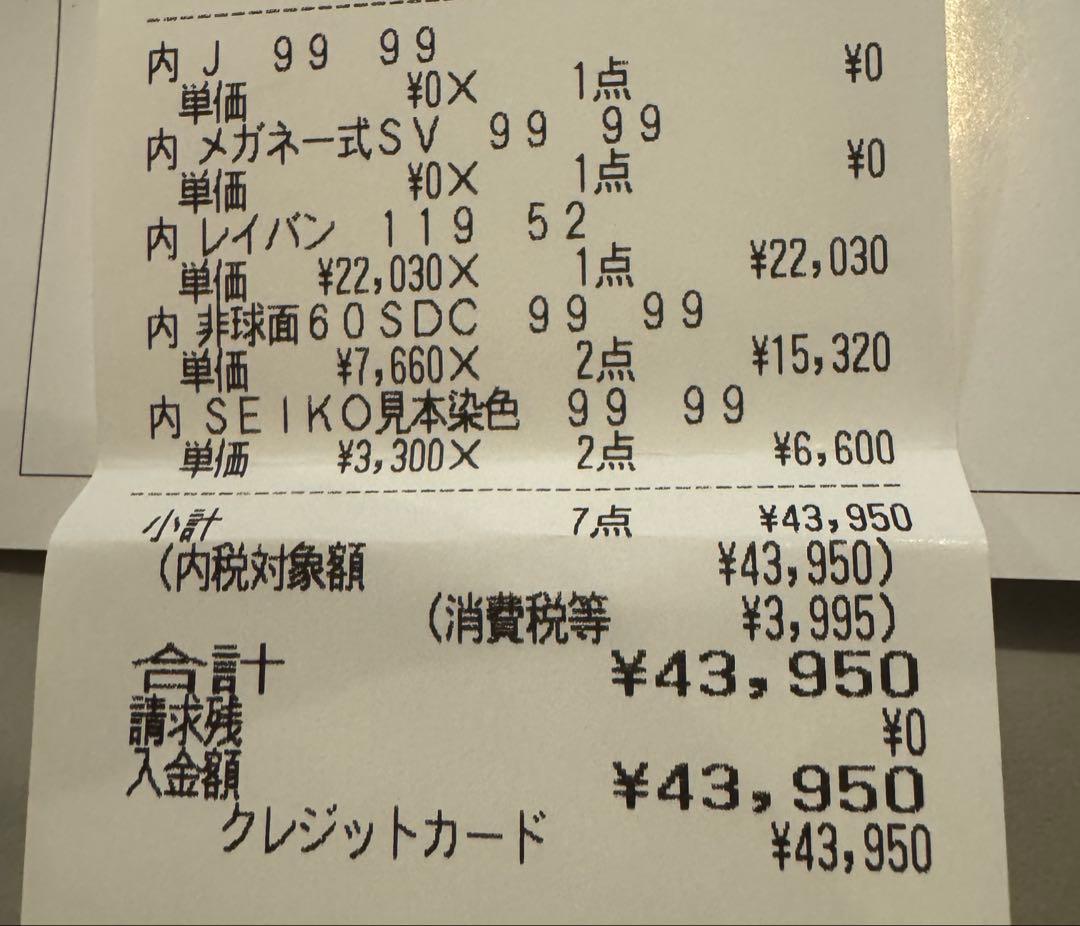 内 J 99 99 ¥0
単価 ¥0× 1点
内 メガネ一式SV 99 99 ¥0
単価 ¥0× 1点
内 レイバン 119 52
単価 ¥22,030× 1点 ¥22,030
内 非球面60SDC 99 99
単価 ¥7,660× 2点 ¥15,320
内 SEIKO見本染色 99 99
単価 ¥3,300× 2点 ¥6,600
小計 7点 ¥43,950
(内税対象額 ¥43,950)
(消費税等 ¥3,995)
合計 ¥43,950
請求残 ¥0
入金額 ¥43,950
クレジットカード ¥43,950